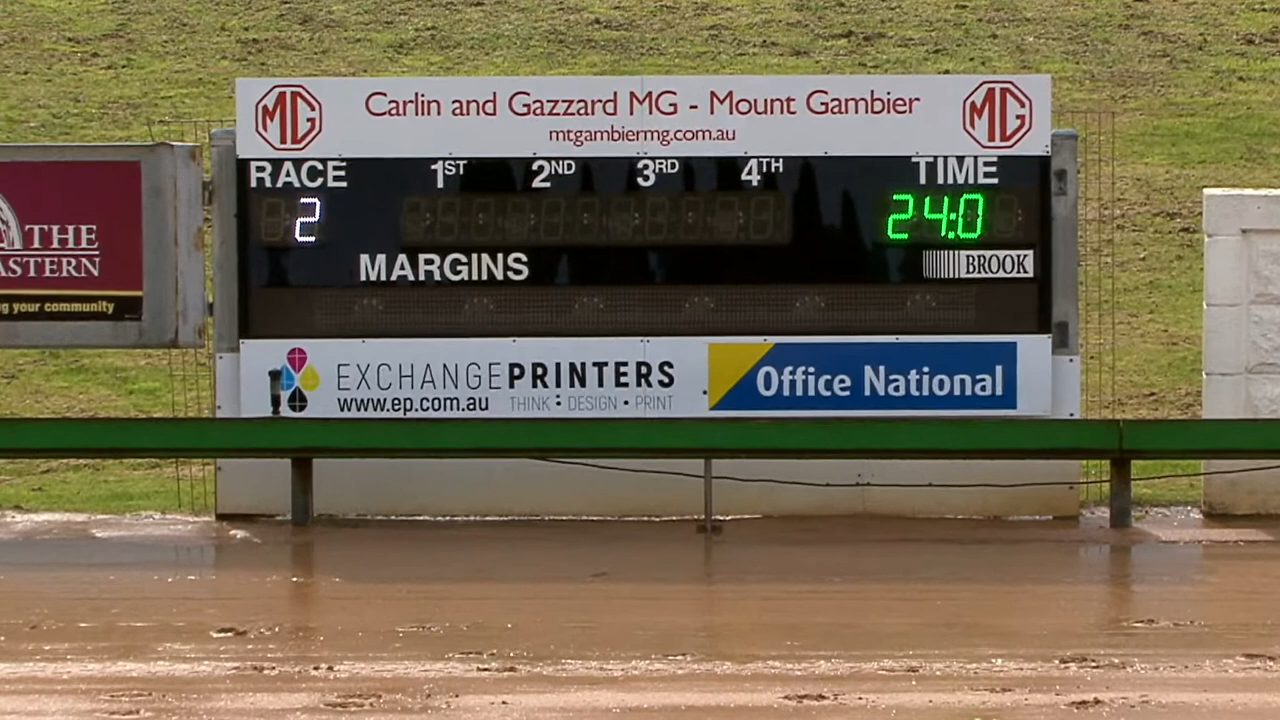 MG Carlin and Gazzard MG - Mount Gambier MG
mtgambiermg.com.au
RACE 1ST 2ND 3RD 4TH TIME
2 24:0
MARGINS BROOK
THE
ASTERN
g your community
EXCHANGEPRINTERS
www.ep.com.au THINK : DESIGN • PRINT
Office National